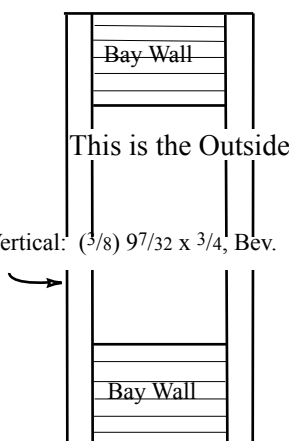 Bay Wall
This is the Outside
Vertical: (3/8) 97/32 x 3/4, Bev.
Bay Wall